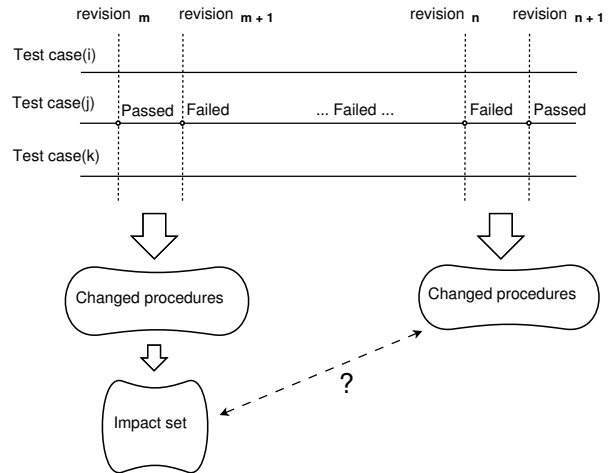 revision m revision m + 1 revision n revision n + 1
Test case(i)
Test case(j) Passed Failed ... Failed ... Failed Passed
Test case(k)
Changed procedures Changed procedures
?
Impact set